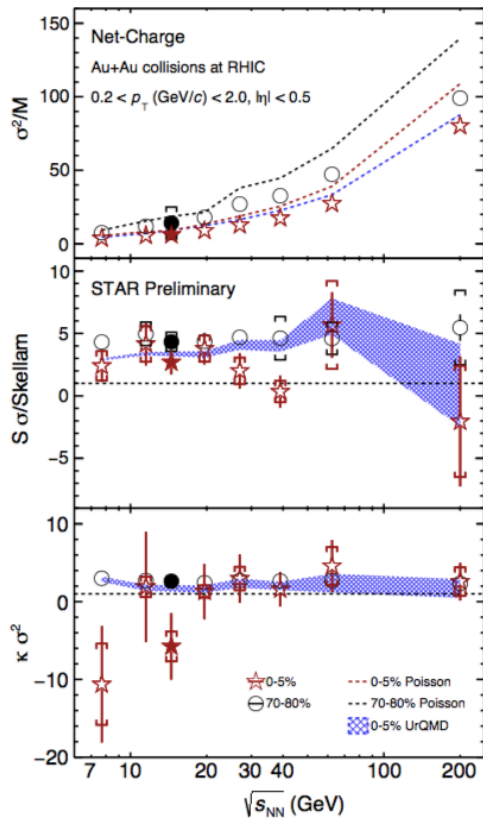 Net-Charge
Au+Au collisions at RHIC
0.2 < p_T (GeV/c) < 2.0, |η| < 0.5
σ²/M
150
100
50
0
STAR Preliminary
S σ/Skellam
10
5
0
−5
κ σ²
10
0
−10
−20
0-5%
70-80%
0-5% Poisson
70-80% Poisson
0-5% UrQMD
7 10 20 30 40 100 200
√s_NN (GeV)